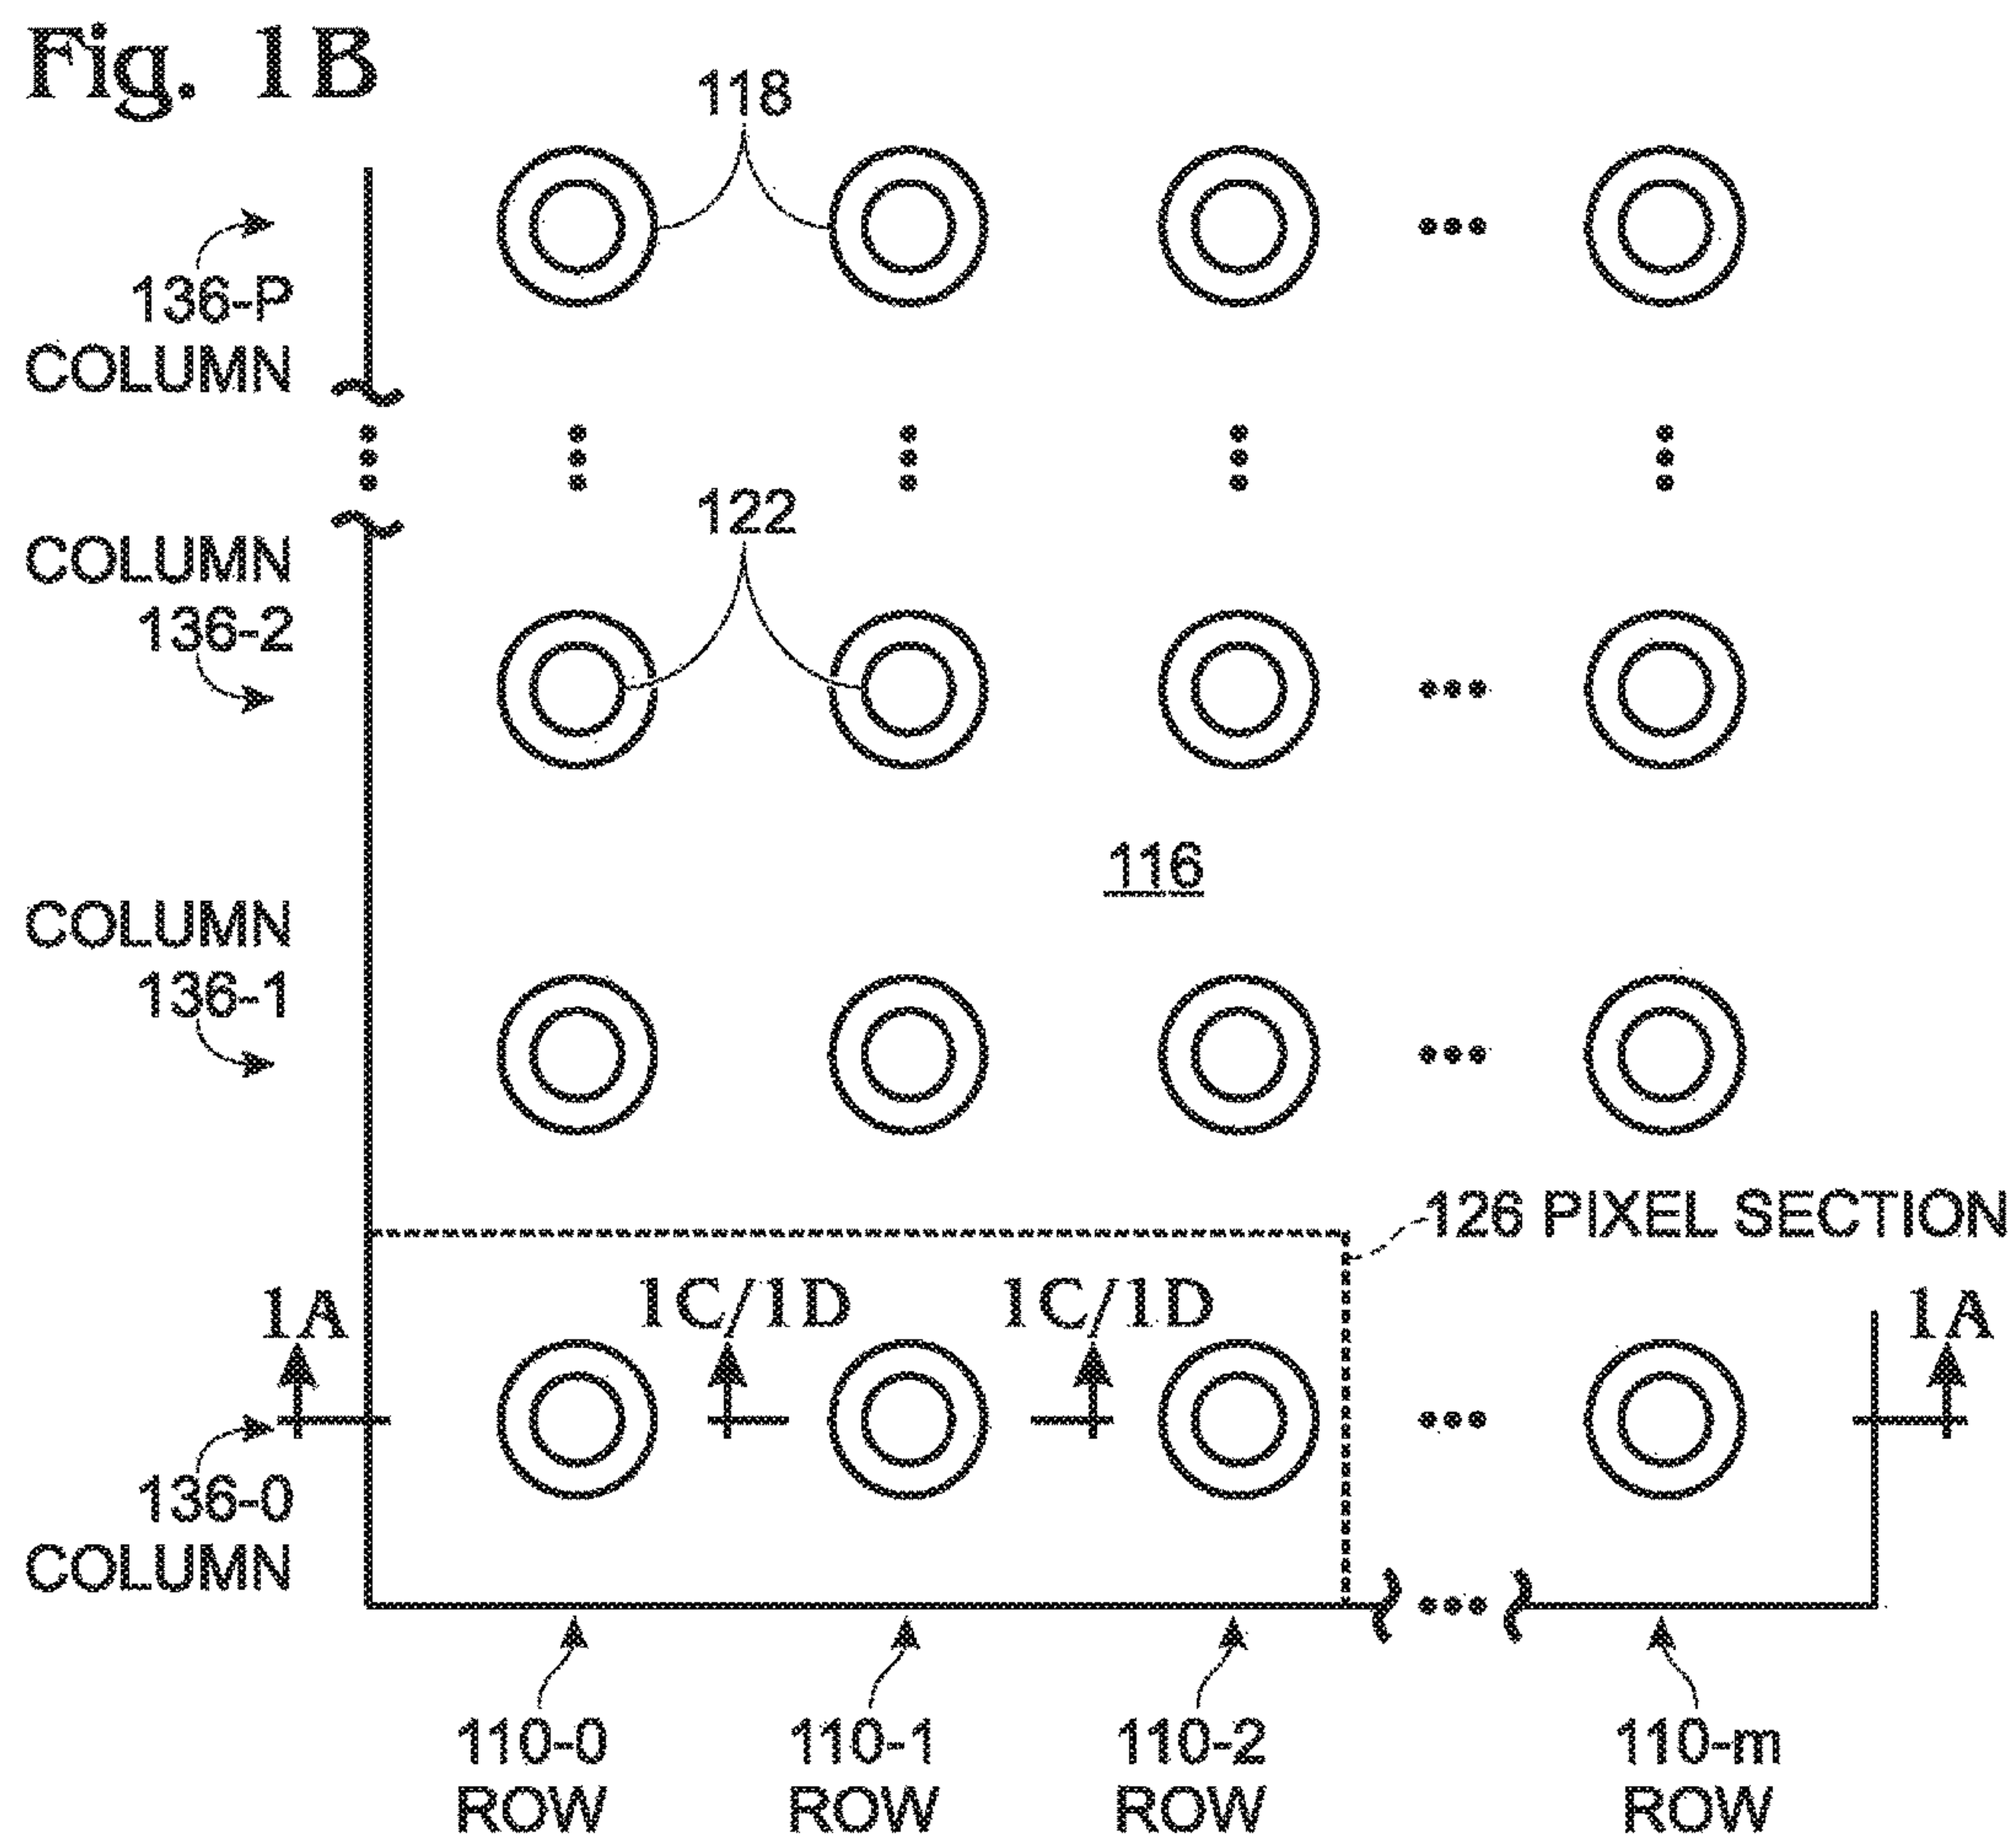 Fig. 1B
118
136-P
COLUMN
122
COLUMN
136-2
116
COLUMN
136-1
126 PIXEL SECTION
1A
1C/1D
1C/1D
1A
136-0
COLUMN
110-0
ROW
110-1
ROW
110-2
ROW
110-m
ROW